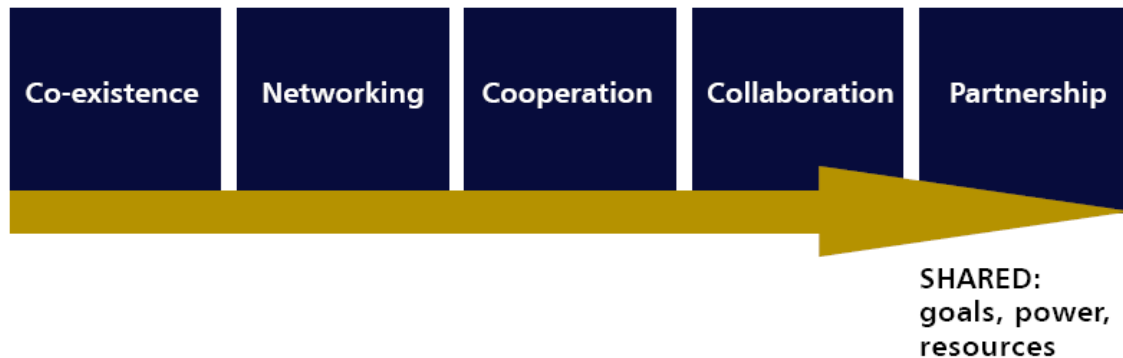 Co-existence Networking Cooperation Collaboration Partnership
SHARED:
goals, power,
resources